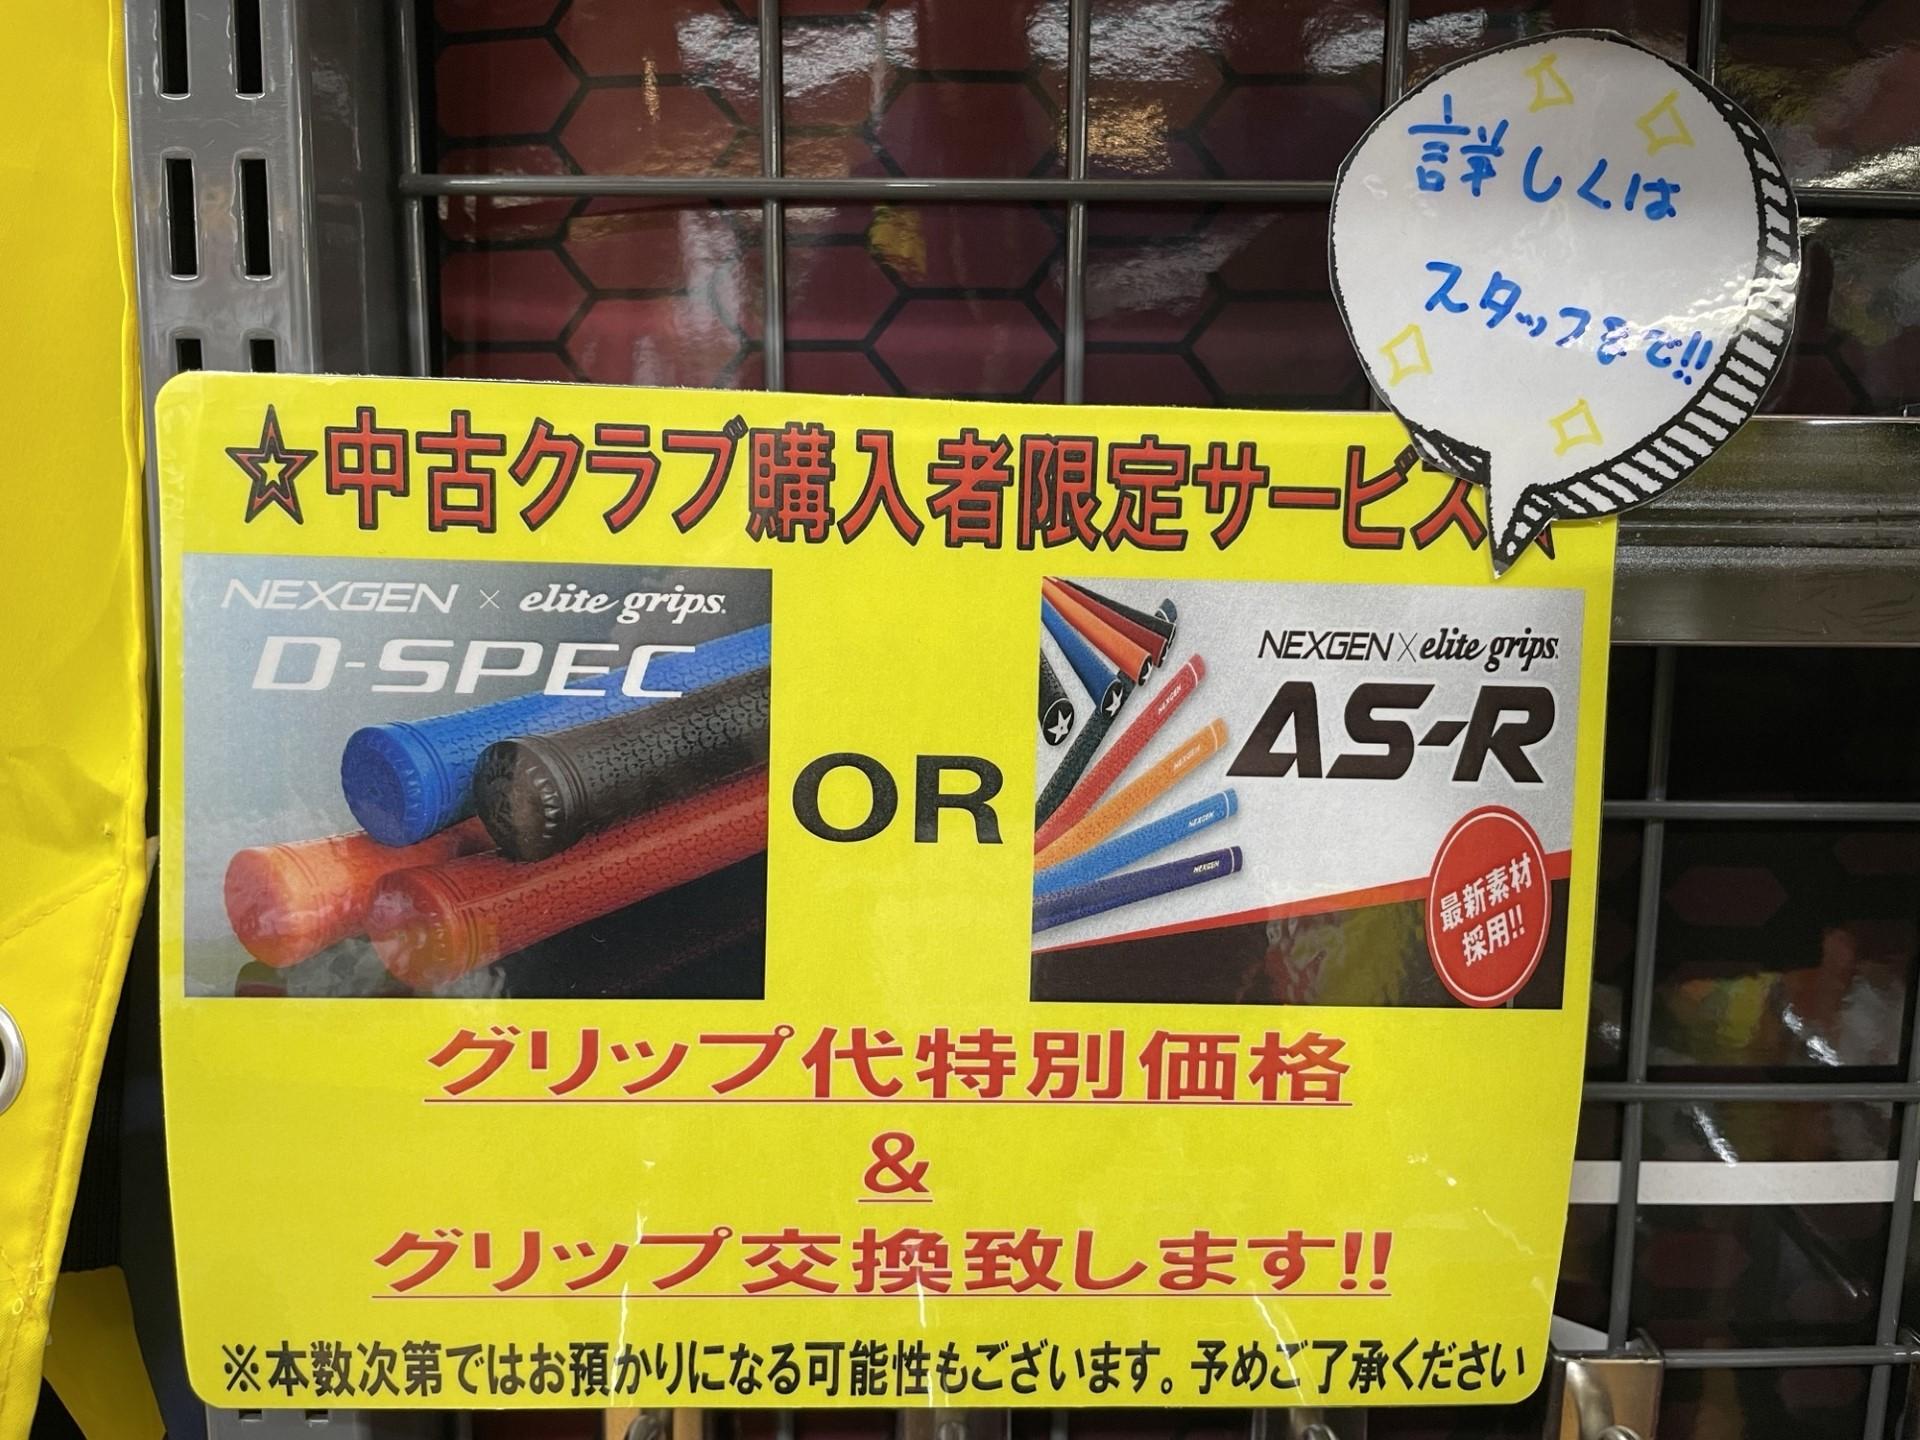 詳しくは
スタッフまで!!
☆中古クラブ購入者限定サービス
NEXGEN × elite grips.
D-SPEC
OR
NEXGEN × elite grips.
AS-R
NEXGEN
NEXGEN
NEXGEN
NEXGEN
最新素材
採用!!
グリップ代特別価格
&
グリップ交換致します!!
※本数次第ではお預かりになる可能性もございます。予めご了承ください